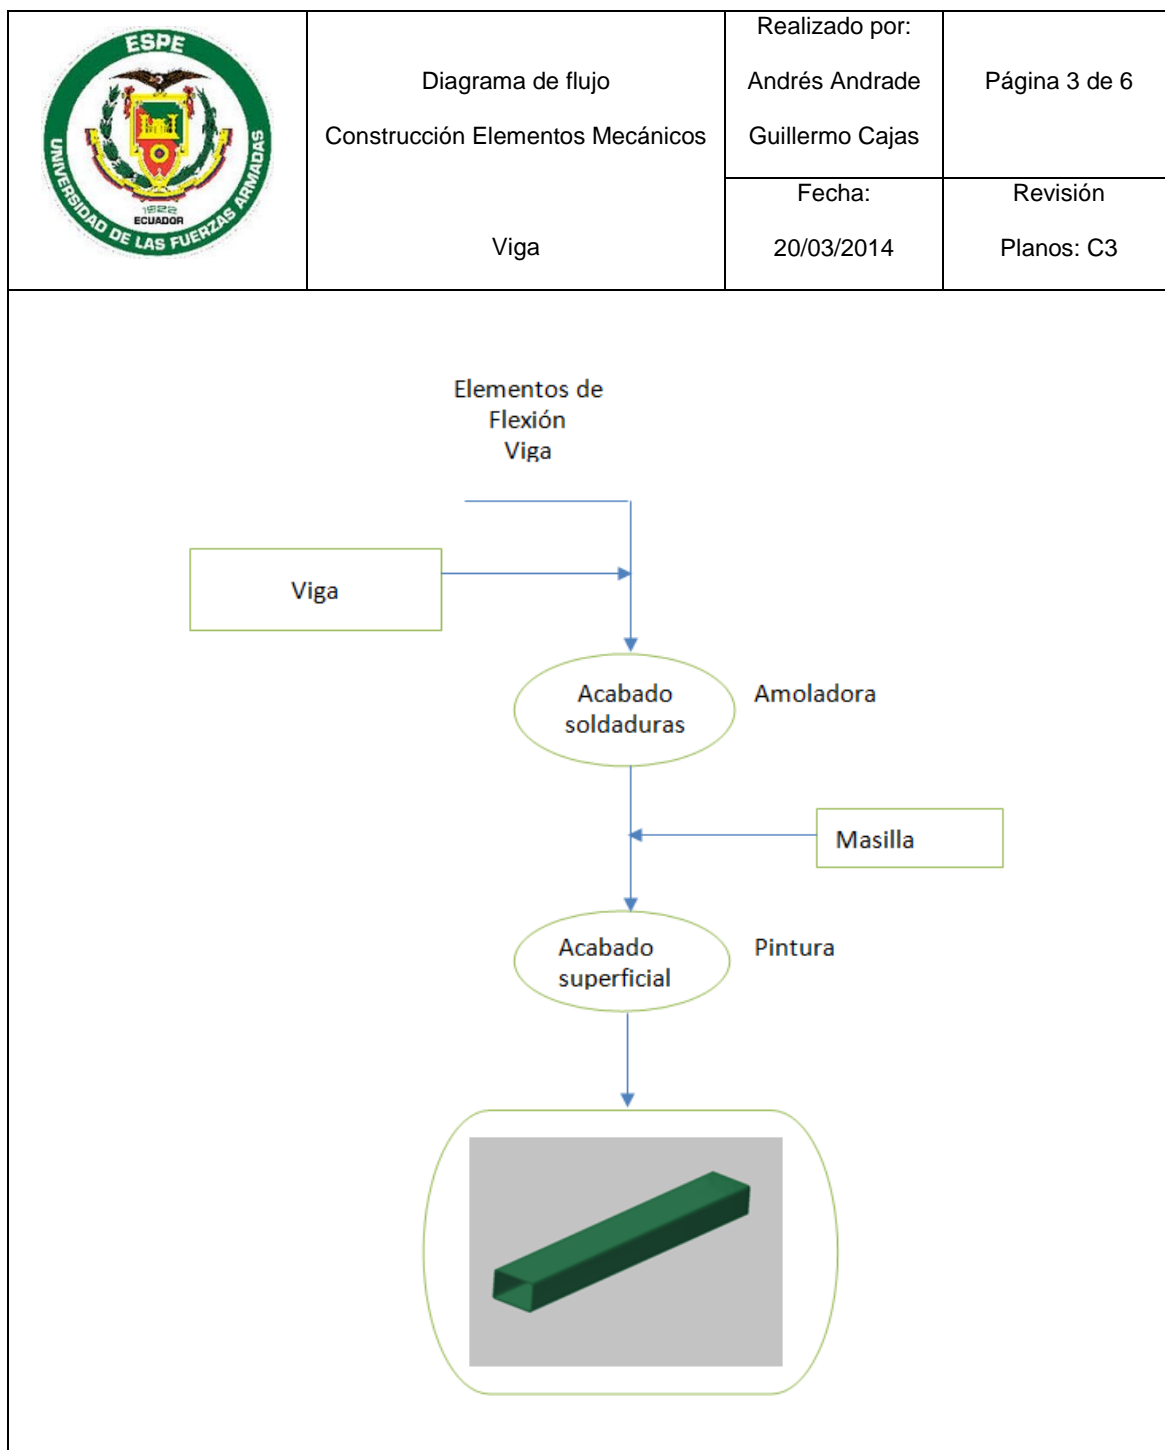 ESPE
UNIVERSIDAD DE LAS FUERZAS ARMADAS
1922
ECUADOR
Diagrama de flujo
Construcción Elementos Mecánicos
Viga
Realizado por:
Andrés Andrade
Guillermo Cajas
Página 3 de 6
Fecha:
20/03/2014
Revisión
Planos: C3
Elementos de
Flexión
Viga
Viga
Acabado
soldaduras
Amoladora
Masilla
Acabado
superficial
Pintura